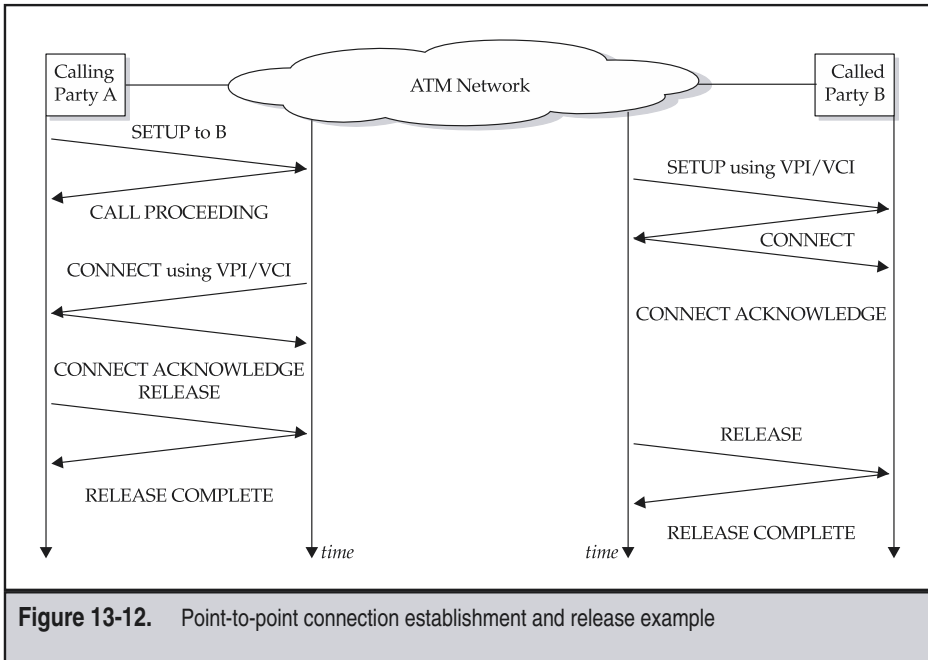 Calling
Party A
ATM Network
Called
Party B
SETUP to B
SETUP using VPI/VCI
CALL PROCEEDING
CONNECT
CONNECT using VPI/VCI
CONNECT ACKNOWLEDGE
CONNECT ACKNOWLEDGE
RELEASE
RELEASE
RELEASE COMPLETE
RELEASE COMPLETE
time
time
Figure 13-12. Point-to-point connection establishment and release example